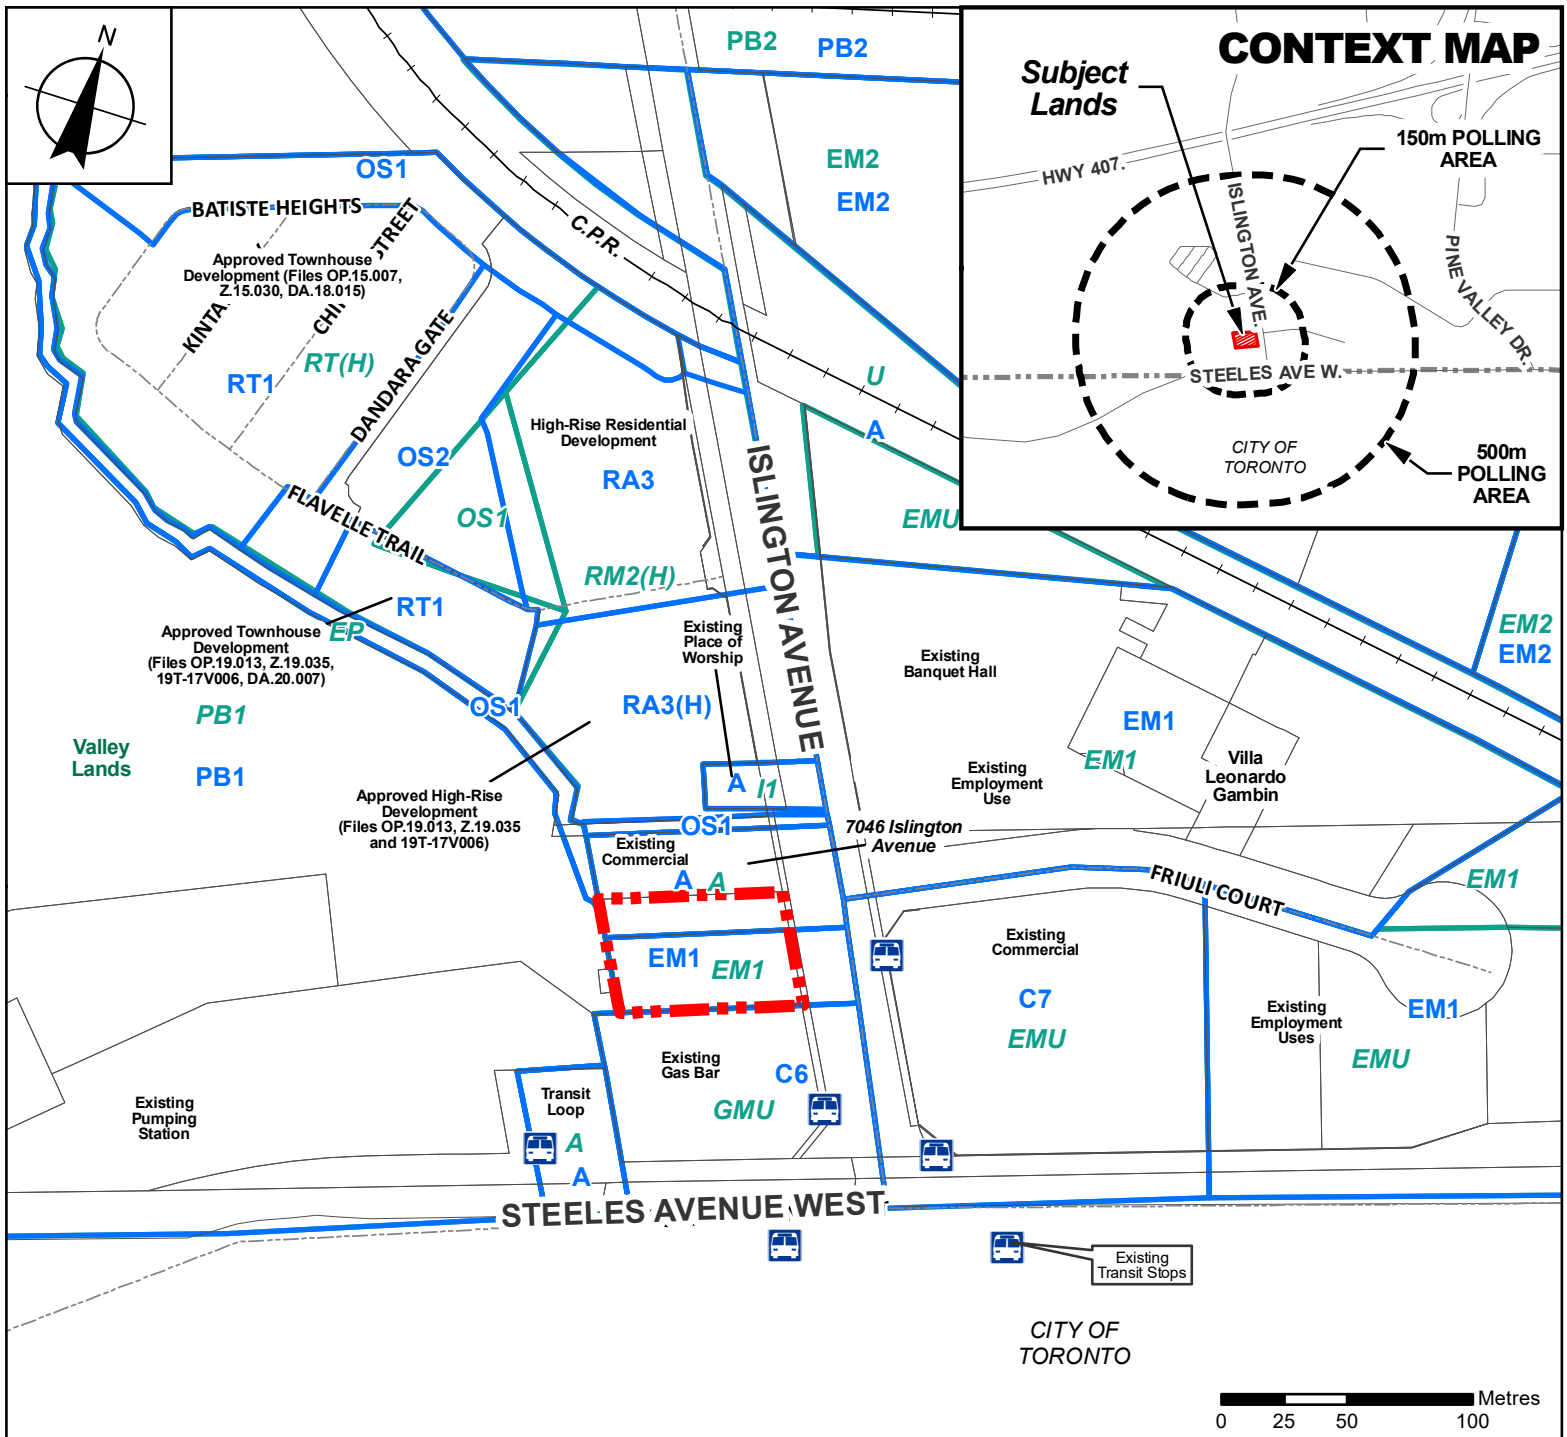 N
CONTEXT MAP
Subject
Lands
150m POLLING
AREA
HWY 407.
ISLINGTON AVE.
PINE VALLEY DR.
STEELES AVE W.
CITY OF
TORONTO
500m
POLLING
AREA
PB2
PB2
OS1
EM2
EM2
BATISTE HEIGHTS
C.P.R.
STREET
Approved Townhouse
Development (Files OP.15.007,
Z.15.030, DA.18.015)
RT(H)
RT1
DANDARA GATE
U
A
High-Rise Residential
Development
OS2
RA3
ISLINGTON AVENUE
FLAVELLE TRAIL
OS1
EMU
RM2(H)
RT1
EP
Approved Townhouse
Development
(Files OP.19.013, Z.19.035,
19T-17V006, DA.20.007)
Existing
Place of
Worship
Existing
Banquet Hall
EM2
EM2
PB1
OS1
RA3(H)
EM1
Valley
Lands
PB1
EM1
Villa
Leonardo
Gambin
A
I1
Existing
Employment
Use
Approved High-Rise
Development
(Files OP.19.013, Z.19.035
and 19T-17V006)
OS1
7046 Islington
Avenue
Existing
Commercial
A
A
FRIULI COURT
EM1
Existing
Commercial
EM1
EM1
C7
EMU
Existing
Employment
Uses
EM1
EMU
Existing
Gas Bar
C6
GMU
Existing
Pumping
Station
Transit
Loop
A
A
STEELES AVENUE WEST
Existing
Transit Stops
CITY OF
TORONTO
Metres
0 25 50 100